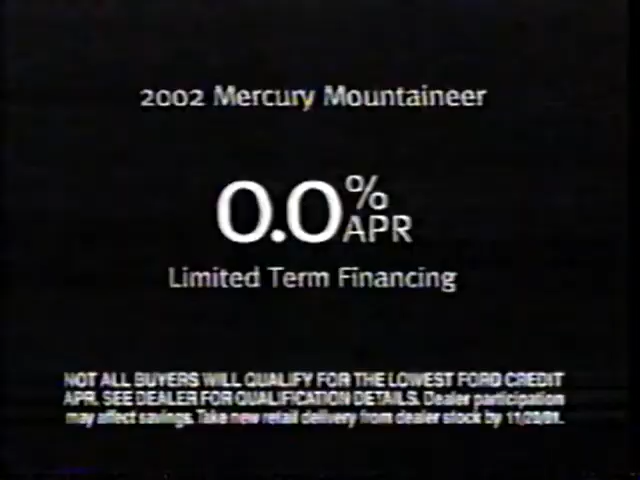 2002 Mercury Mountaineer
0.0% APR
Limited Term Financing
NOT ALL BUYERS WILL QUALIFY FOR THE LOWEST FORD CREDIT
APR. SEE DEALER FOR QUALIFICATION DETAILS. Dealer participation
may affect savings. Take new retail delivery from dealer stock by